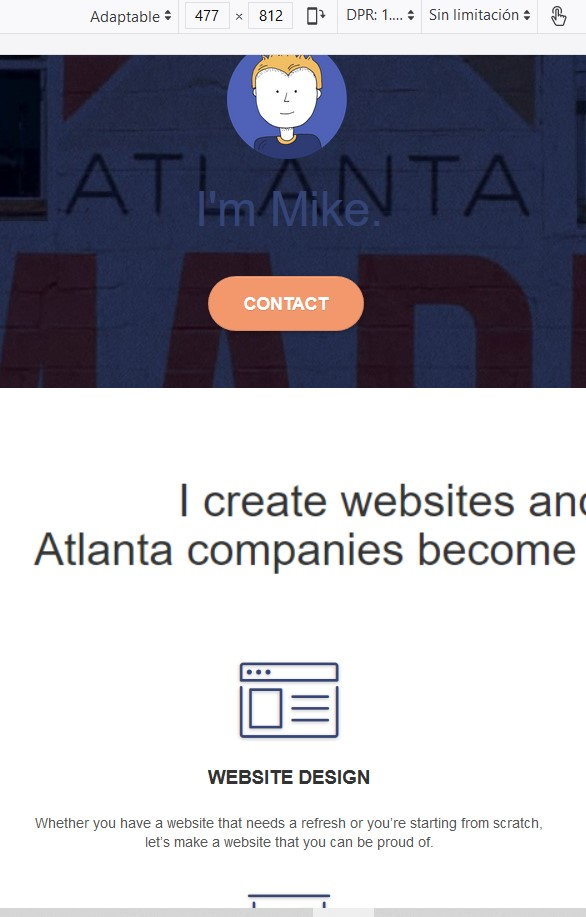 Adaptable 477 × 812 DPR: 1.... Sin limitación
ATLANTA
I'm Mike.
CONTACT
I create websites and
Atlanta companies become
WEBSITE DESIGN
Whether you have a website that needs a refresh or you’re starting from scratch,
let’s make a website that you can be proud of.